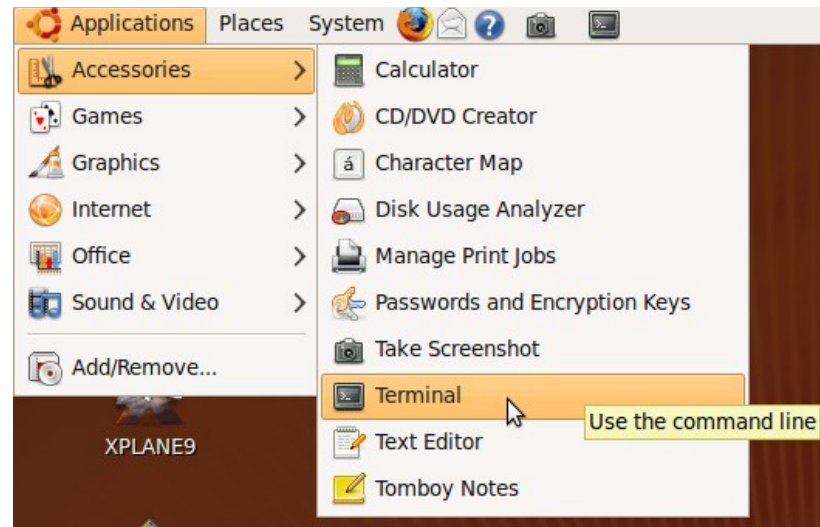 Applications Places System
Accessories
Games
Graphics
Internet
Office
Sound & Video
Add/Remove...
Calculator
CD/DVD Creator
á Character Map
Disk Usage Analyzer
Manage Print Jobs
Passwords and Encryption Keys
Take Screenshot
Terminal
Text Editor
Tomboy Notes
Use the command line
XPLANE9